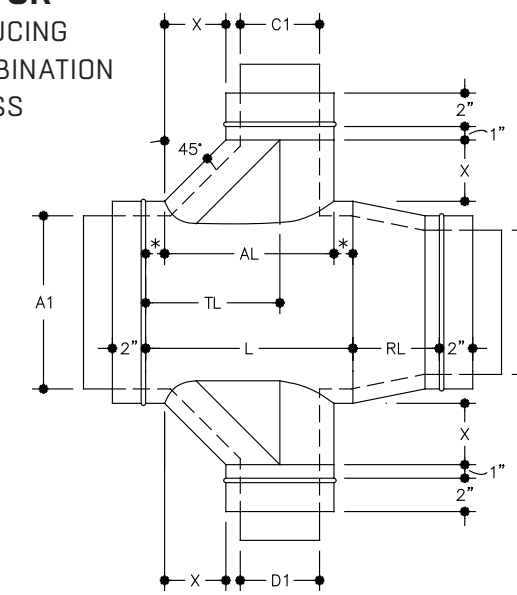 UCING
BINATION
SS
X
C1
2"
1"
X
45°
*
AL
*
A1
TL
2"
L
RL
2"
X
1"
2"
X
D1